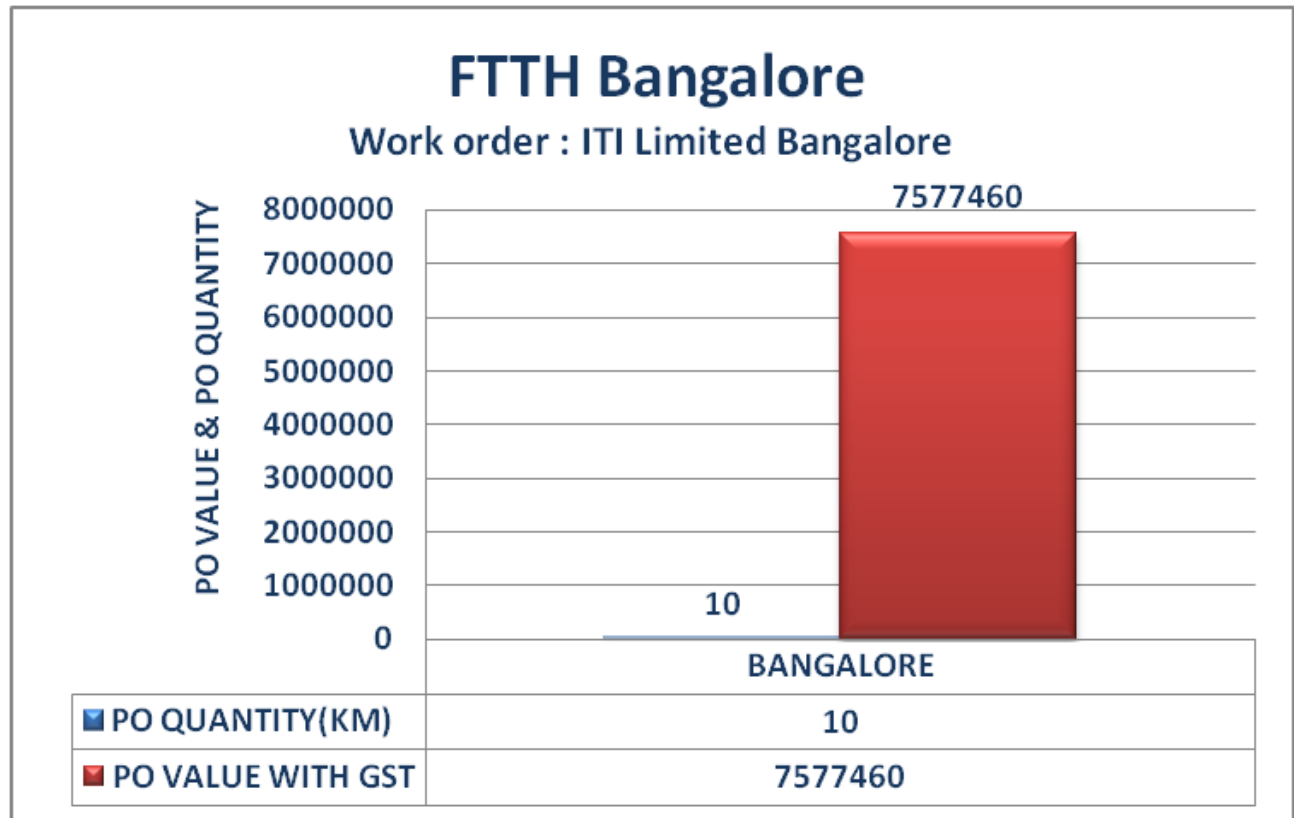 FTTH Bangalore
Work order : ITI Limited Bangalore
PO VALUE & PO QUANTITY
8000000
7000000
6000000
5000000
4000000
3000000
2000000
1000000
0
7577460
10
BANGALORE
PO QUANTITY(KM) 10
PO VALUE WITH GST 7577460